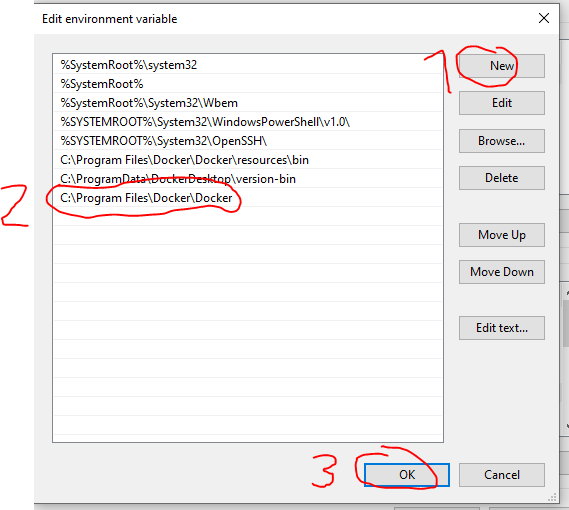 Edit environment variable
1
New
%SystemRoot%\system32
%SystemRoot%
%SystemRoot%\System32\Wbem
Edit
%SYSTEMROOT%\System32\WindowsPowerShell\v1.0\
%SYSTEMROOT%\System32\OpenSSH\
Browse...
C:\Program Files\Docker\Docker\resources\bin
C:\ProgramData\DockerDesktop\version-bin
Delete
2
C:\Program Files\Docker\Docker
Move Up
Move Down
Edit text...
3
OK
Cancel